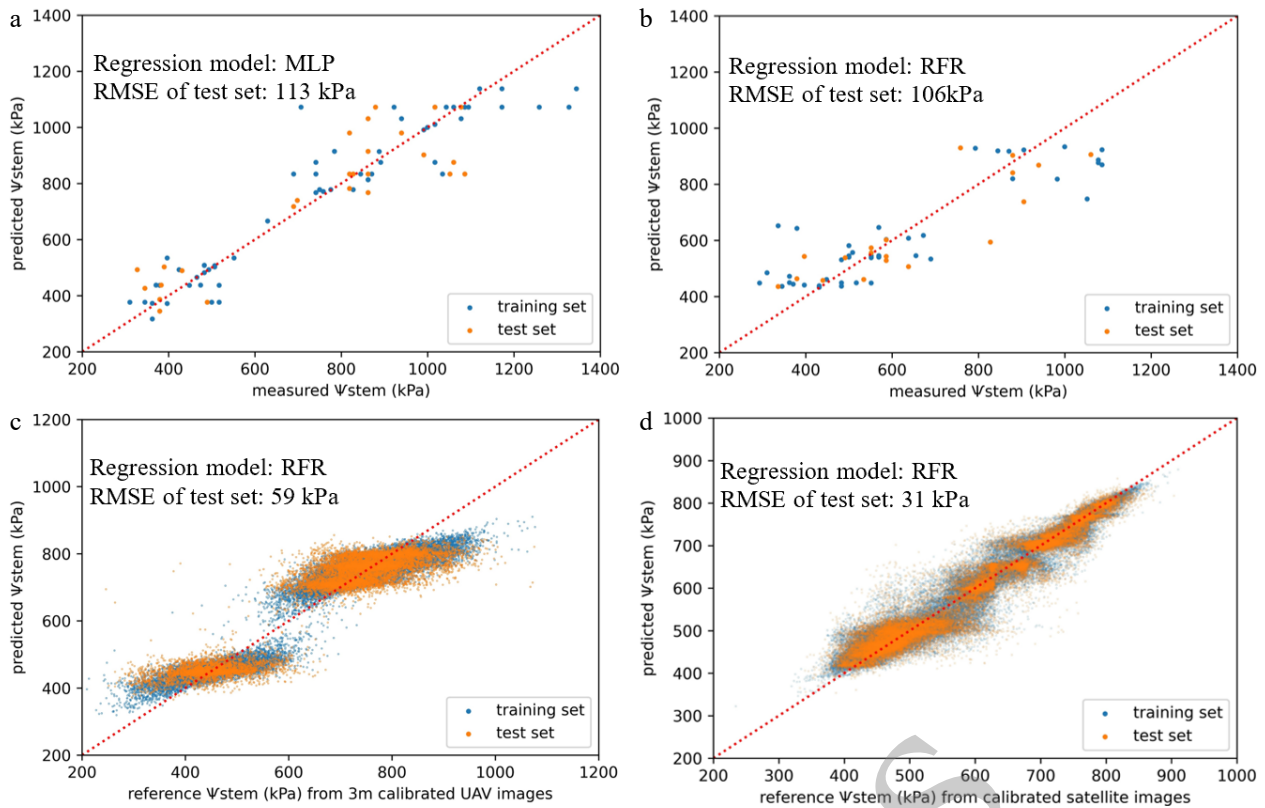 a
1400
1200
1000
800
600
400
200
200 400 600 800 1000 1200 1400
predicted Ψstem (kPa)
measured Ψstem (kPa)
Regression model: MLP
RMSE of test set: 113 kPa
training set
test set
b
1400
1200
1000
800
600
400
200
200 400 600 800 1000 1200 1400
predicted Ψstem (kPa)
measured Ψstem (kPa)
Regression model: RFR
RMSE of test set: 106kPa
training set
test set
c
1200
1000
800
600
400
200
200 400 600 800 1000 1200
predicted Ψstem (kPa)
reference Ψstem (kPa) from 3m calibrated UAV images
Regression model: RFR
RMSE of test set: 59 kPa
training set
test set
d
1000
900
800
700
600
500
400
300
200
200 300 400 500 600 700 800 900 1000
predicted Ψstem (kPa)
reference Ψstem (kPa) from calibrated satellite images
Regression model: RFR
RMSE of test set: 31 kPa
training set
test set